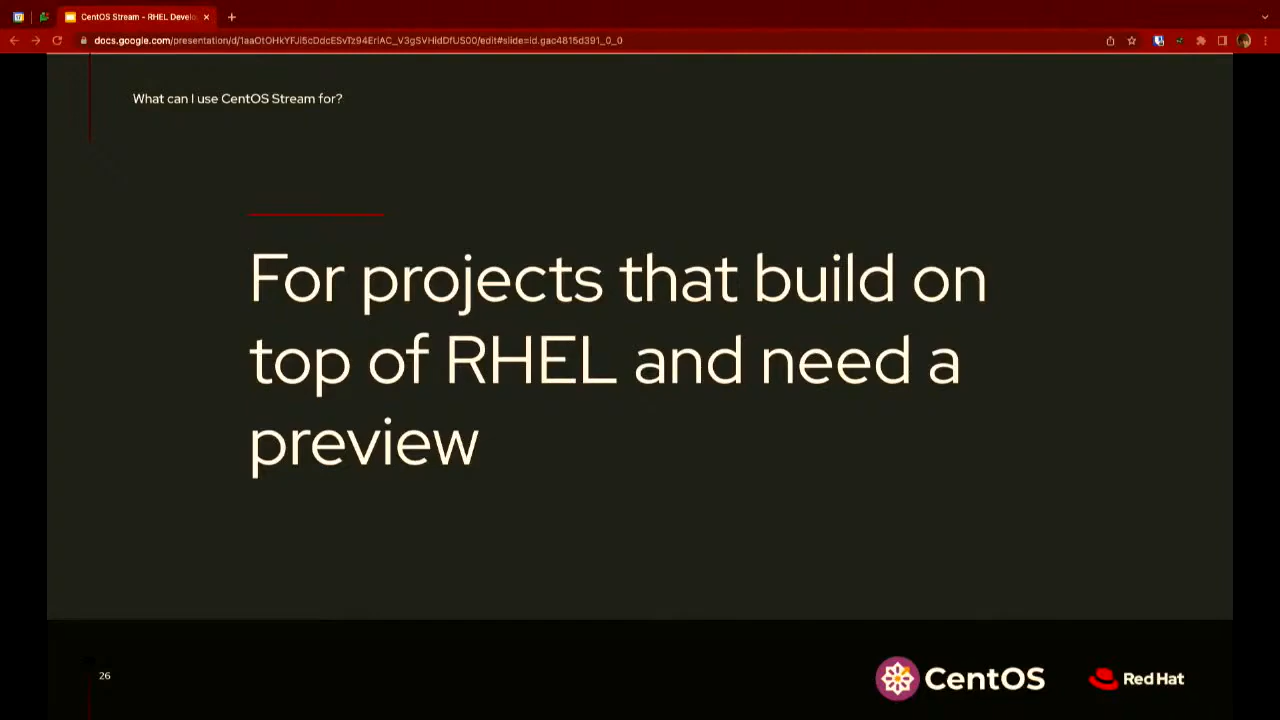 CentOS Stream - RHEL Develo
docs.google.com/presentation/d/1aaOtOHkYFJi5cDdcESvTz94ErIAC_V3gSVHidDfUS00/edit#slide=id.gac4815d391_0_0
What can I use CentOS Stream for?
For projects that build on
top of RHEL and need a
preview
26
CentOS
Red Hat